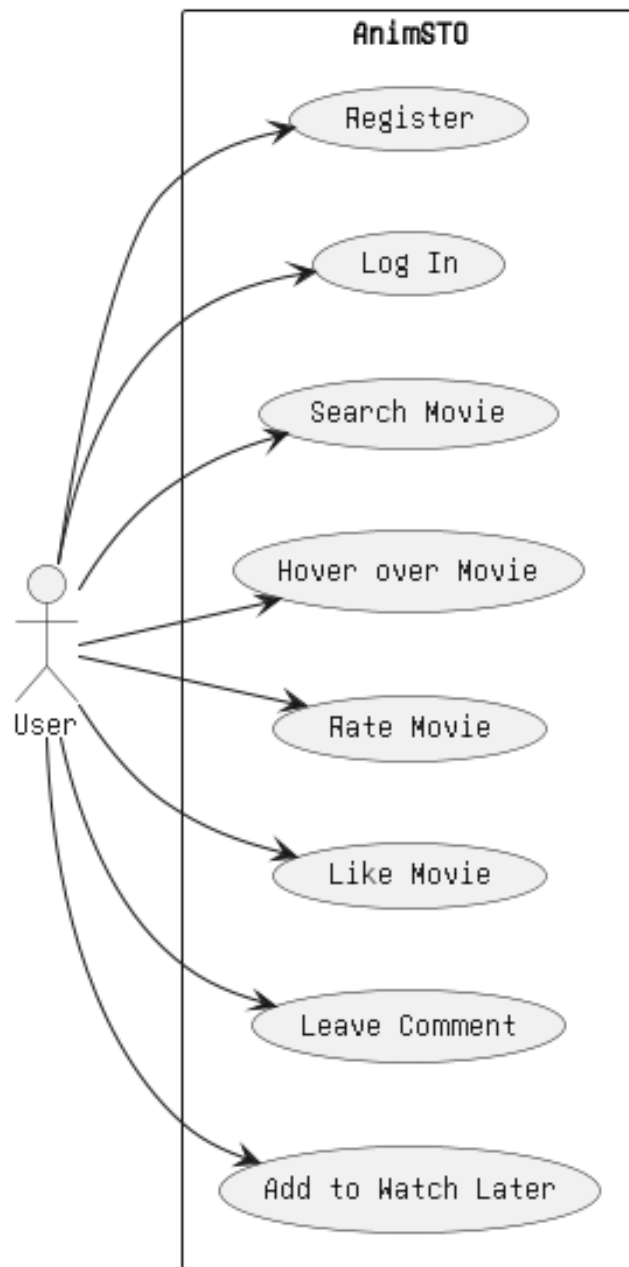 AnimSTO
Register
Log In
Search Movie
Hover over Movie
User
Rate Movie
Like Movie
Leave Comment
Add to Watch Later